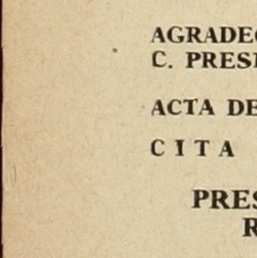 AGRADEC
C. PRESI
ACTA DE
CITA
PRES
R